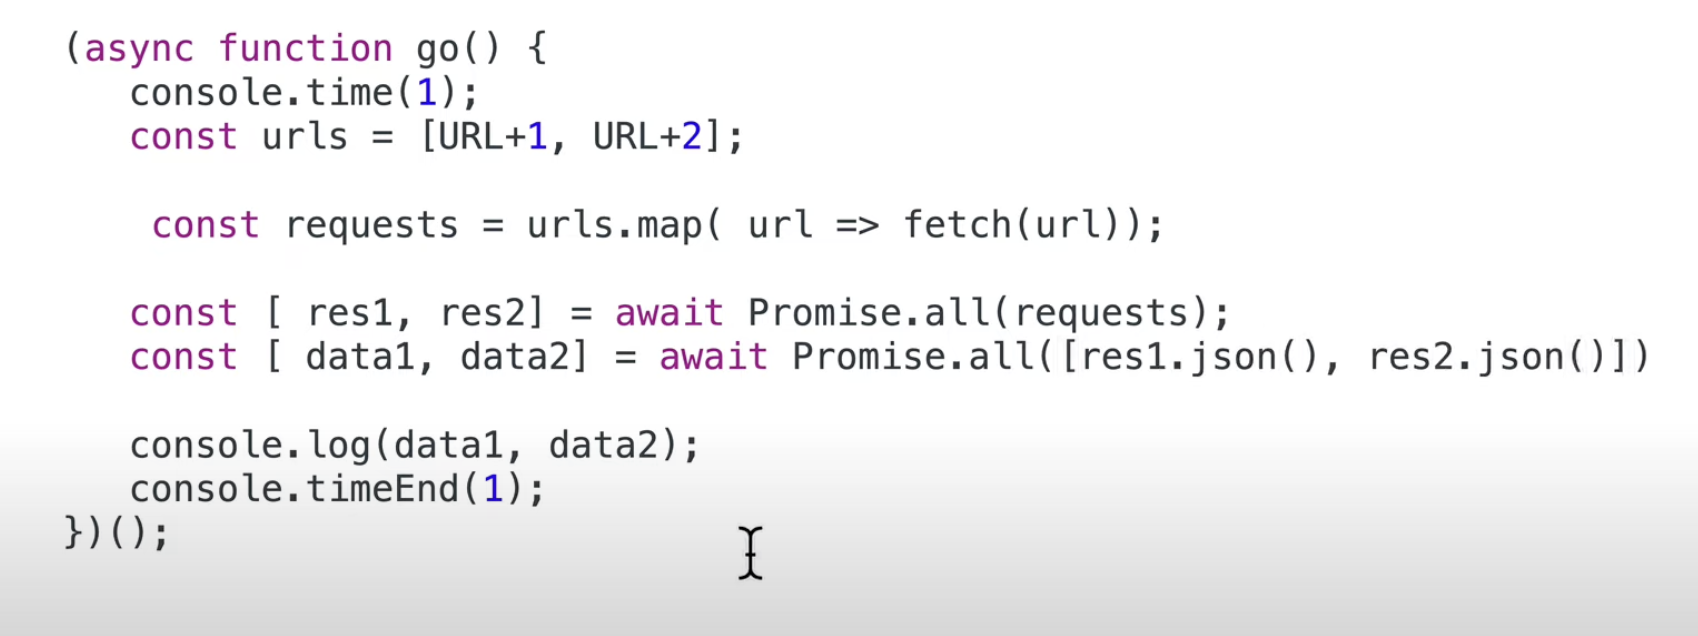 (async function go() {
console.time(1);
const urls = [URL+1, URL+2];
const requests = urls.map( url => fetch(url));
const [ res1, res2] = await Promise.all(requests);
const [ data1, data2] = await Promise.all([res1.json(), res2.json()])
console.log(data1, data2);
console.timeEnd(1);
})();